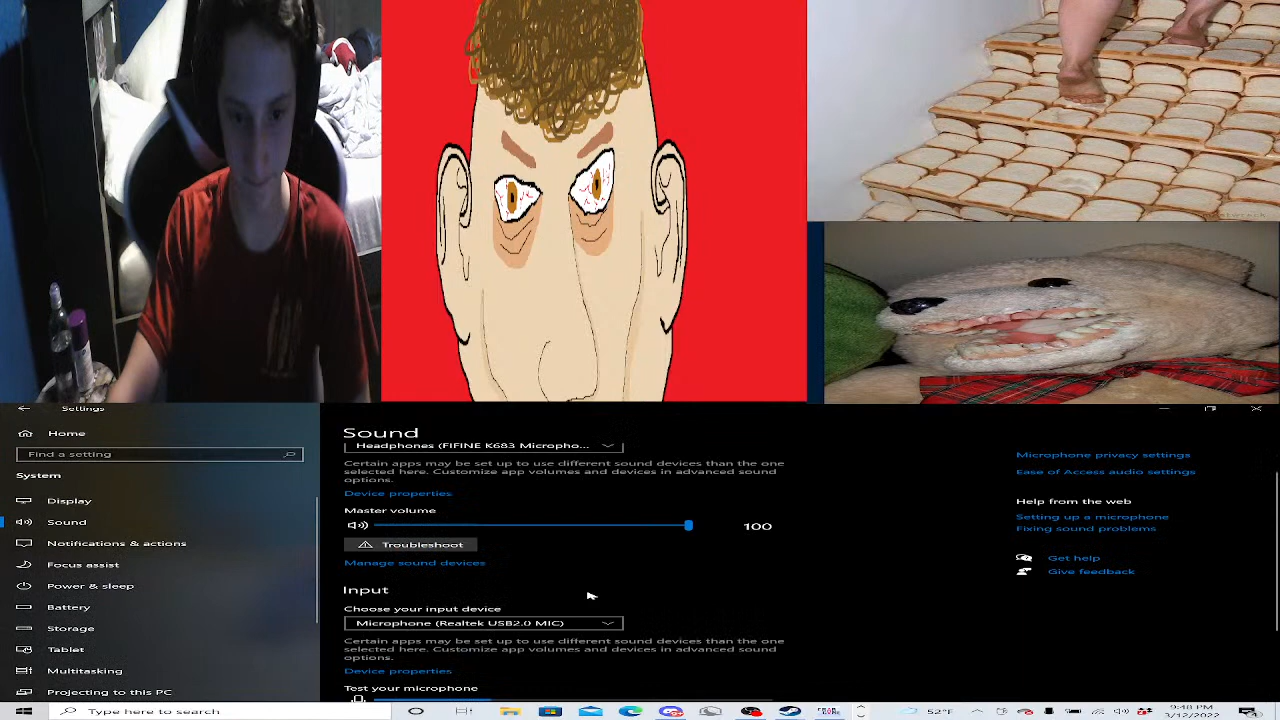 Settings
Home
Find a setting
System
Display
Sound
Notifications & actions
Focus assist
Power & sleep
Battery
Storage
Tablet
Multitasking
Projecting to this PC
Sound
Headphones (FIFINE K683 Micropho...
Certain apps may be set up to use different sound devices than the one
selected here. Customize app volumes and devices in advanced sound
options.
Device properties
Master volume
100
Troubleshoot
Manage sound devices
Input
Choose your input device
Microphone (Realtek USB2.0 MIC)
Certain apps may be set up to use different sound devices than the one
selected here. Customize app volumes and devices in advanced sound
options.
Device properties
Test your microphone
Microphone privacy settings
Ease of Access audio settings
Help from the web
Setting up a microphone
Fixing sound problems
Get help
Give feedback
Type here to search